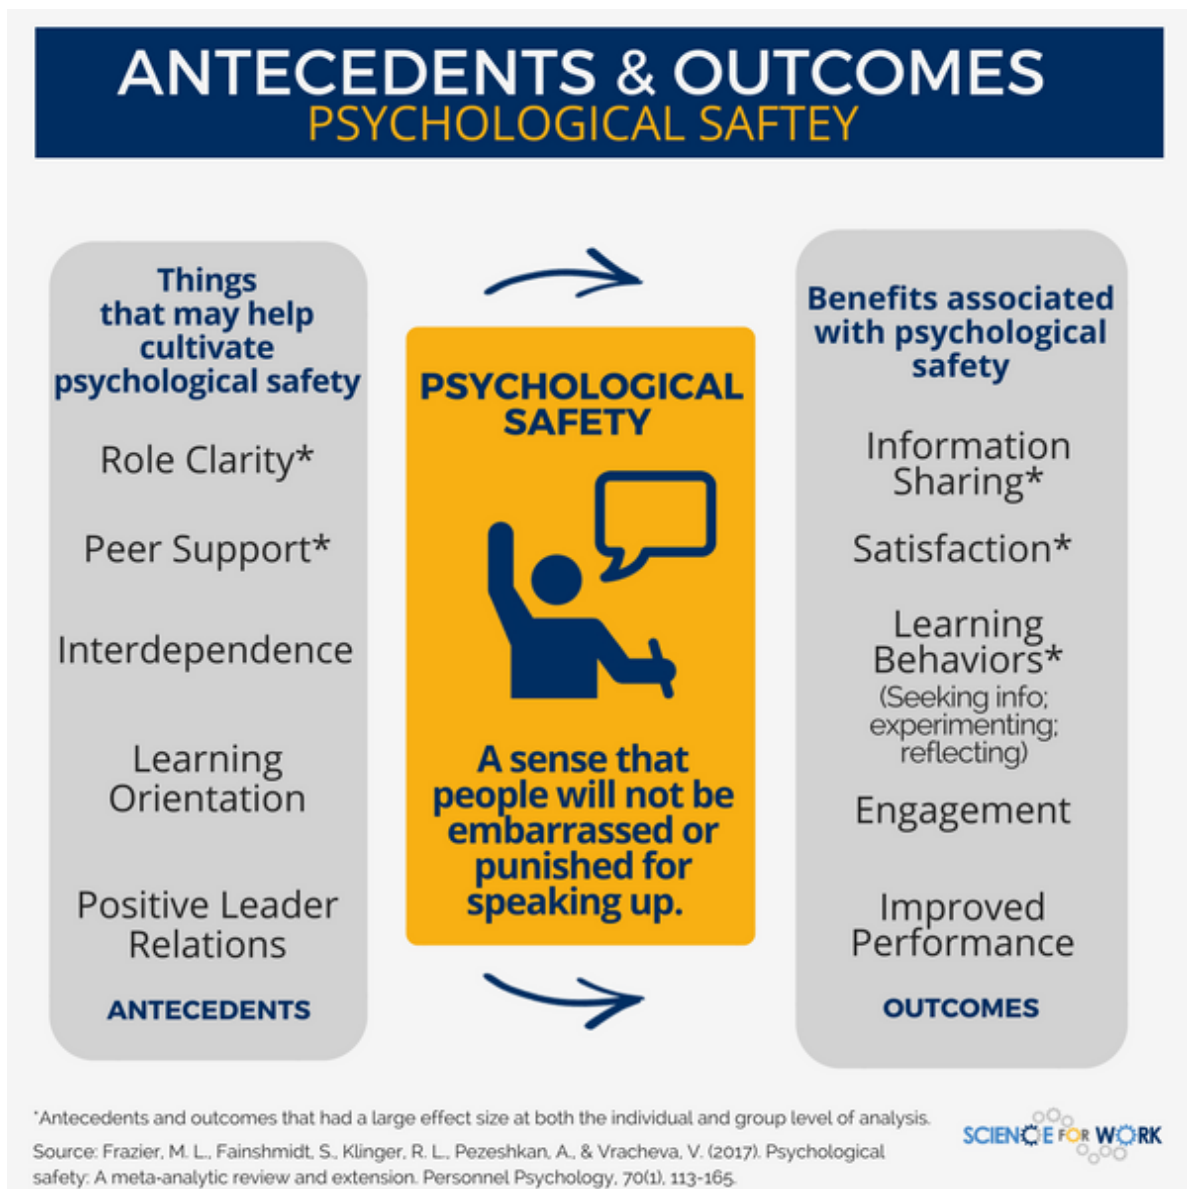 ANTECEDENTS & OUTCOMES
PSYCHOLOGICAL SAFTEY
Things
that may help
cultivate
psychological safety
Role Clarity*
Peer Support*
Interdependence
Learning
Orientation
Positive Leader
Relations
ANTECEDENTS
PSYCHOLOGICAL
SAFETY
A sense that
people will not be
embarrassed or
punished for
speaking up.
Benefits associated
with psychological
safety
Information
Sharing*
Satisfaction*
Learning
Behaviors*
(Seeking info;
experimenting;
reflecting)
Engagement
Improved
Performance
OUTCOMES
*Antecedents and outcomes that had a large effect size at both the individual and group level of analysis.
Source: Frazier, M. L., Fainshmidt, S., Klinger, R. L., Pezeshkan, A., & Vracheva, V. (2017). Psychological
safety: A meta-analytic review and extension. Personnel Psychology, 70(1), 113-165.
SCIENCE FOR WORK